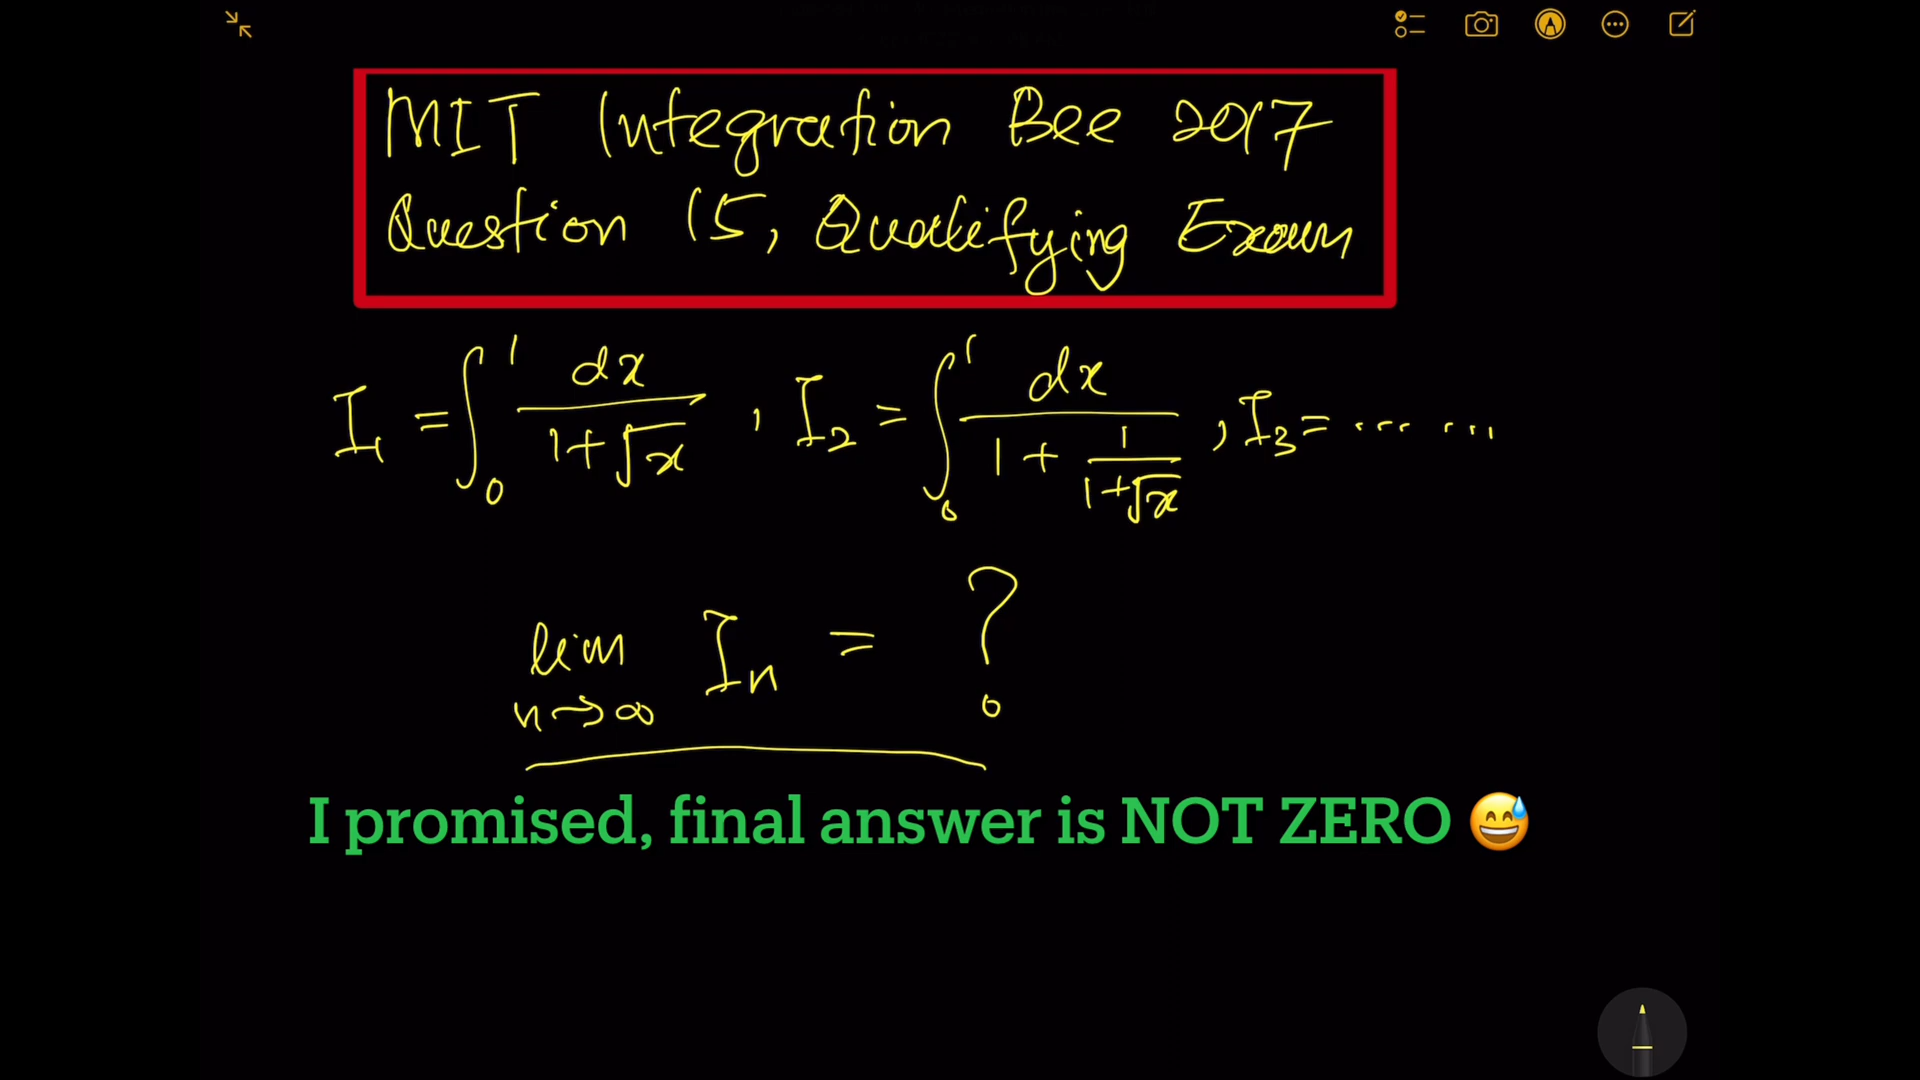 MIT Integration Bee 2017
Question 15, Qualifying Exam
I₁ = ∫₀¹ dx / (1+√x) , I₂ = ∫₀¹ dx / (1 + 1/(1+√x)) , I₃ = ... ...
lim n→∞ Iₙ = ?
I promised, final answer is NOT ZERO 😅